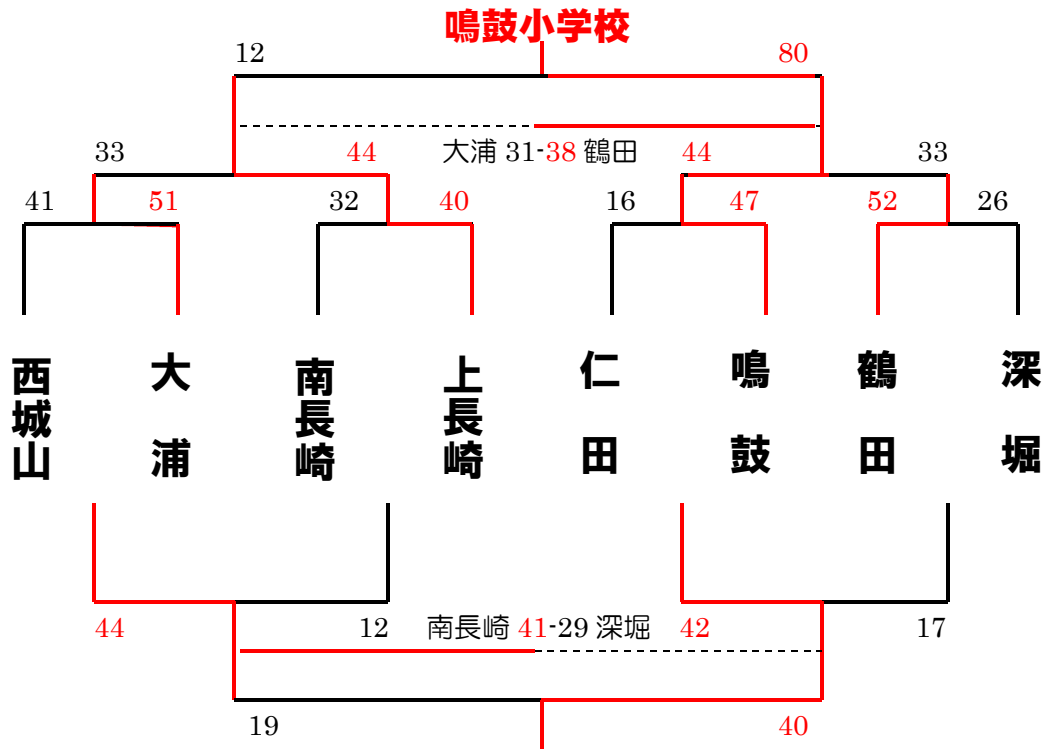 鳴鼓小学校
12 80
大浦 31-38 鶴田
33 44 44 33
41 51 32 40 16 47 52 26
西城山
大浦
南長崎
上長崎
仁田
鳴鼓
鶴田
深堀
44 12 南長崎 41-29 深堀 42 17
19 40